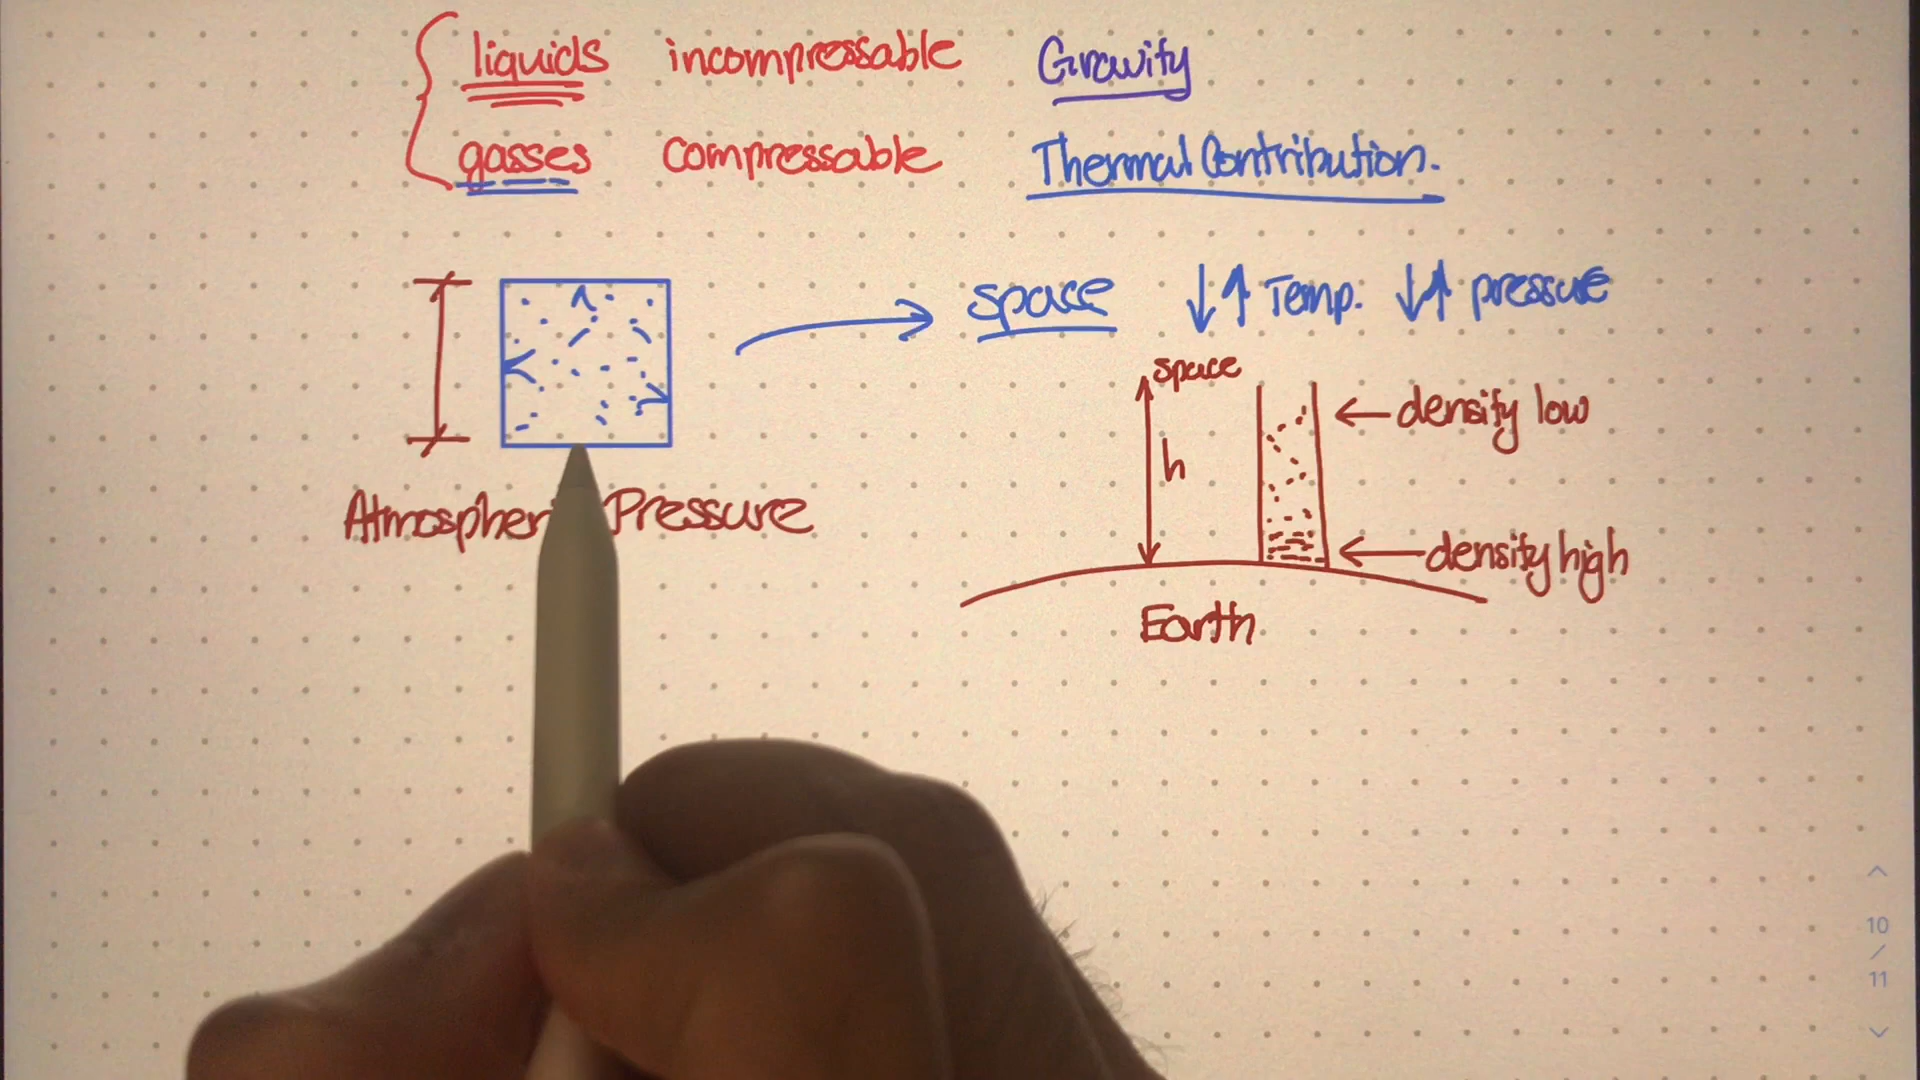 liquids incompressable Gravity
gasses compressable Thermal Contribution.
space ↓↑ Temp. ↓↑ pressure
space
density low
h
Atmospheri Pressure
density high
Earth
10
/
11